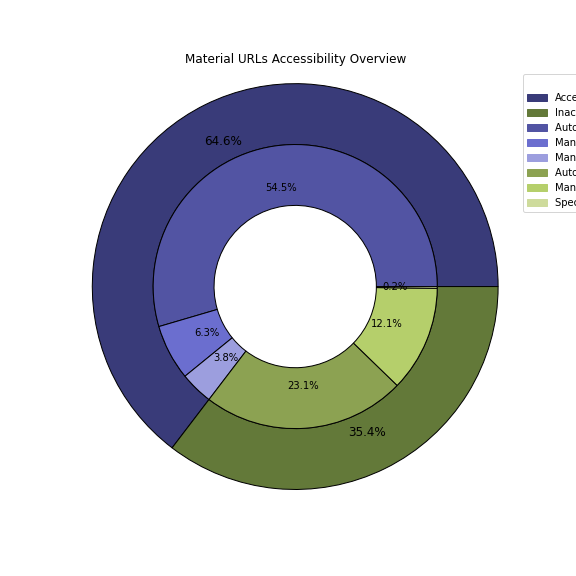 Material URLs Accessibility Overview
64.6%
54.5%
0.2%
12.1%
6.3%
3.8%
23.1%
35.4%
Acce
Inac
Auto
Man
Man
Auto
Man
Spec